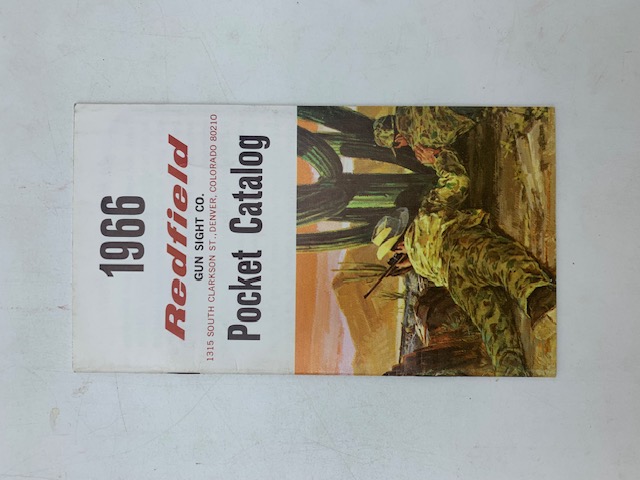 1966
Redfield
GUN SIGHT CO.
1315 SOUTH CLARKSON ST., DENVER, COLORADO 80210
Pocket Catalog